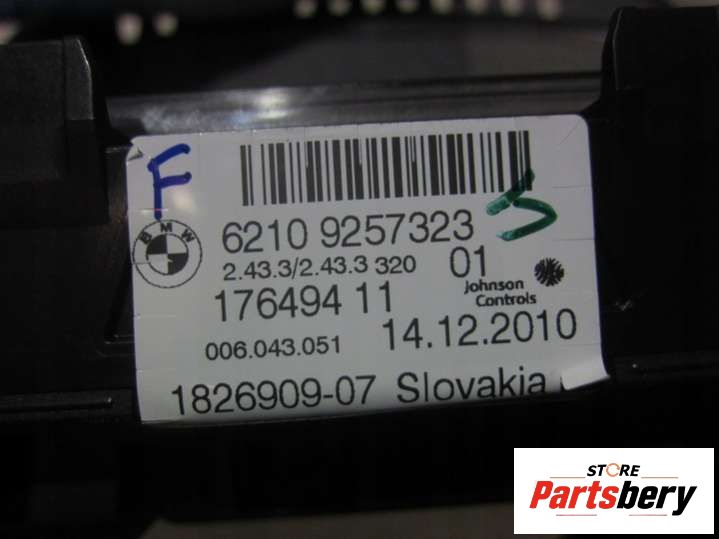 F
S
BMW
6210 9257323
2.43.3/2.43.3 320 01
Johnson
Controls
176494 11
006.043.051 14.12.2010
1826909-07 Slovakia
STORE
Partsbery